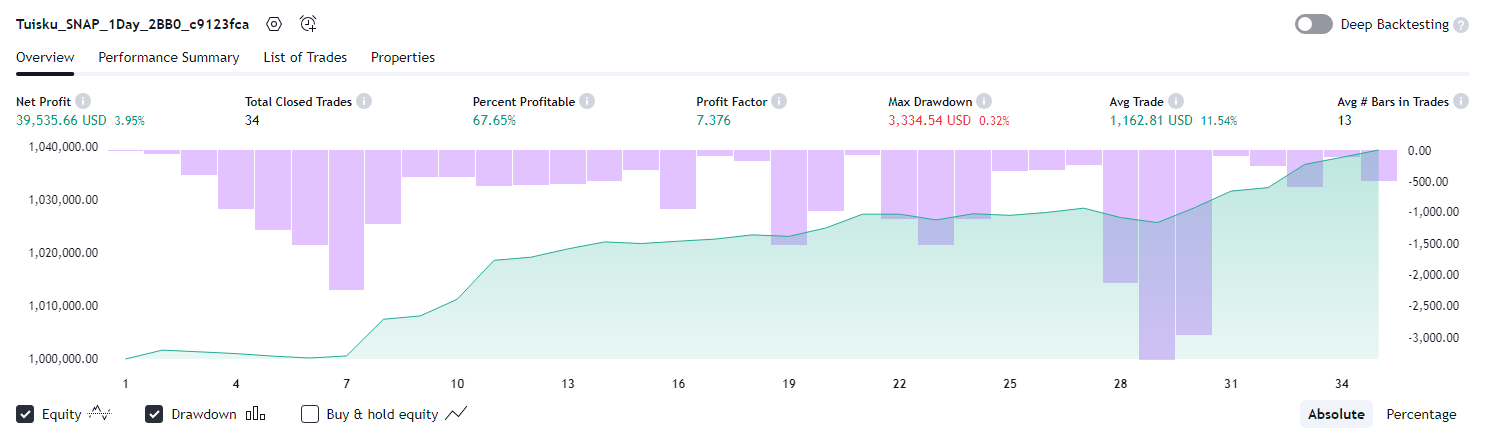 Tuisku_SNAP_1Day_2BB0_c9123fca
Deep Backtesting ?
Overview Performance Summary List of Trades Properties
Net Profit i Total Closed Trades i Percent Profitable i Profit Factor i Max Drawdown i Avg Trade i Avg # Bars in Trades i
39,535.66 USD 3.95% 34 67.65% 7.376 3,334.54 USD 0.32% 1,162.81 USD 11.54% 13
1,040,000.00 0.00
1,030,000.00 -500.00
-1,000.00
1,020,000.00 -1,500.00
-2,000.00
1,010,000.00 -2,500.00
-3,000.00
1,000,000.00
1 4 7 10 13 16 19 22 25 28 31 34
Equity Drawdown Buy & hold equity Absolute Percentage